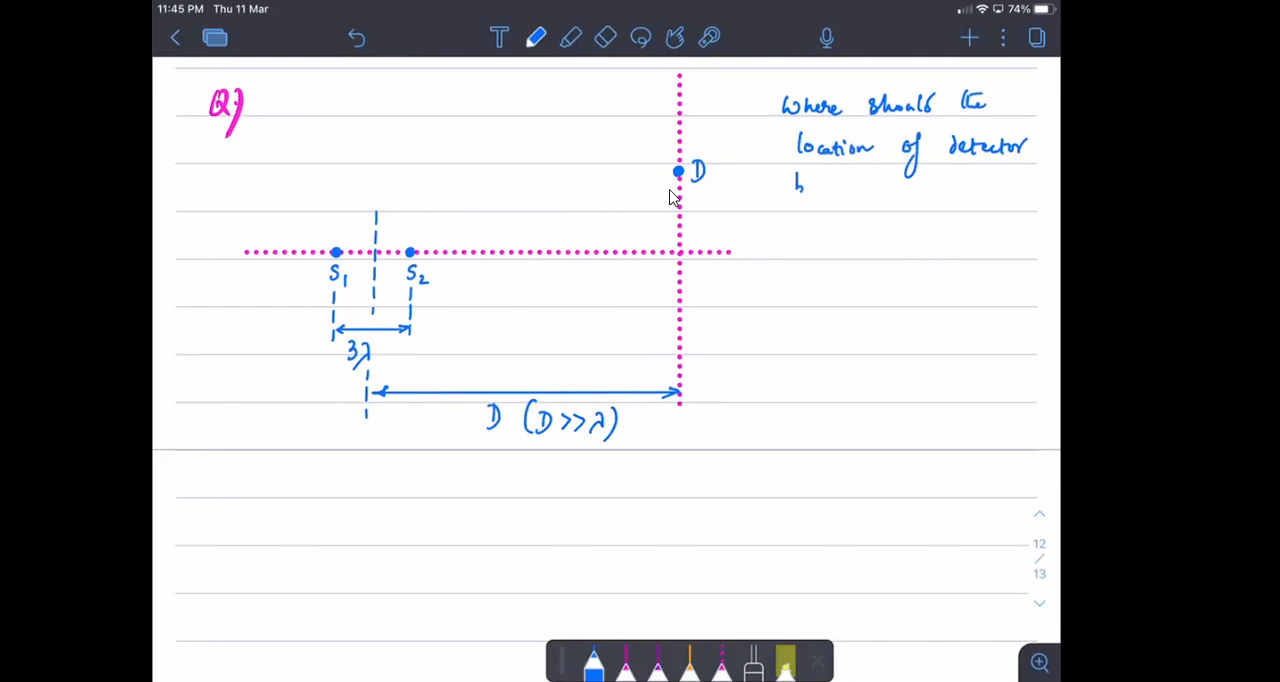 11:45 PM Thu 11 Mar 74%
T
Q)
Where should the
location of detector
b
D
S1 S2
3λ
D (D>>λ)
12
/
13